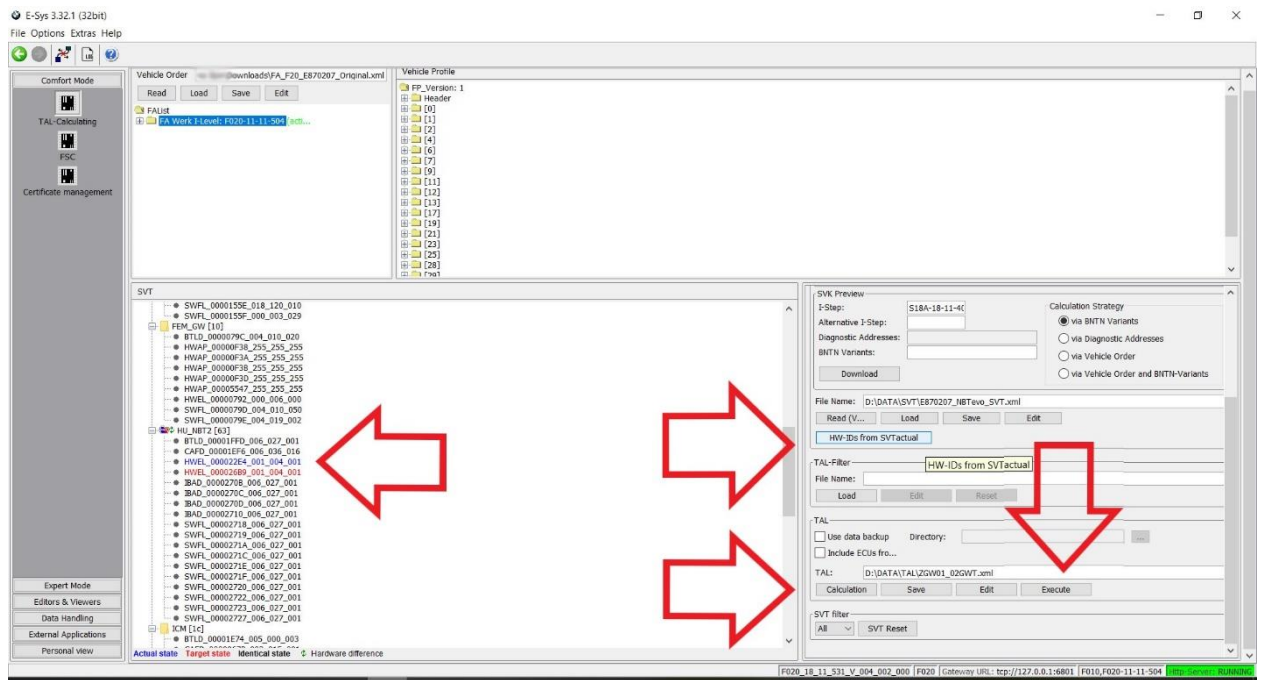 E-Sys 3.32.1 (32bit)
File Options Extras Help
Comfort Mode
TAL-Calculating
FSC
Certificate management
Expert Mode
Editors & Viewers
Data Handling
External Applications
Personal view
Vehicle Order
Downloads\FA_F20_E870207_Original.xml
Read Load Save Edit
FAList
FA Werk I-Level: F020-11-11-504
Vehicle Profile
FP_Version: 1
Header
[0]
[1]
[2]
[4]
[6]
[7]
[9]
[11]
[12]
[13]
[17]
[19]
[21]
[23]
[25]
[28]
[29]
SVT
SWFL_0000155E_018_120_010
SWFL_0000155F_000_003_029
FEM_GW [10]
BTLD_0000079C_004_010_020
HWAP_00000F38_255_255_255
HWAP_00000F3A_255_255_255
HWAP_00000F3B_255_255_255
HWAP_00000F3D_255_255_255
HWAP_00005547_255_255_255
HWEL_00000792_000_006_000
SWFL_0000079D_004_010_050
SWFL_0000079E_004_019_002
HU_NBT2 [63]
BTLD_00001FFD_006_027_001
CAFD_00001EF6_006_036_016
HWEL_000022E4_001_004_001
HWEL_000026B9_001_004_001
IBAD_0000270B_006_027_001
IBAD_0000270C_006_027_001
IBAD_0000270D_006_027_001
IBAD_00002710_006_027_001
SWFL_00002718_006_027_001
SWFL_00002719_006_027_001
SWFL_0000271A_006_027_001
SWFL_0000271C_006_027_001
SWFL_0000271E_006_027_001
SWFL_0000271F_006_027_001
SWFL_00002720_006_027_001
SWFL_00002722_006_027_001
SWFL_00002723_006_027_001
SWFL_00002727_006_027_001
ICM [1c]
BTLD_00001E74_005_000_003
Actual state Target state Identical state Hardware difference
SVK Preview
I-Step: S18A-18-11-4
Alternative I-Step:
Diagnostic Addresses:
BNTN Variants:
Download
Calculation Strategy
via BNTN Variants
via Diagnostic Addresses
via Vehicle Order
via Vehicle Order and BNTN-Variants
File Name: D:\DATA\SVT\E870207_NBTevo_SVT.xml
Read (V... Load Save Edit
HW-IDs from SVTactual
TAL-Filter
HW-IDs from SVTactual
File Name:
Load Edit Reset
TAL
Use data backup Directory: ...
Include ECUs fro...
TAL: D:\DATA\TAL\ZGW01_02GWT.xml
Calculation Save Edit Execute
SVT filter
All SVT Reset
F020_18_11_531_V_004_002_000 F020 Gateway URL: tcp://127.0.0.1:6801 F010,F020-11-11-504 Http-Server: RUNNING